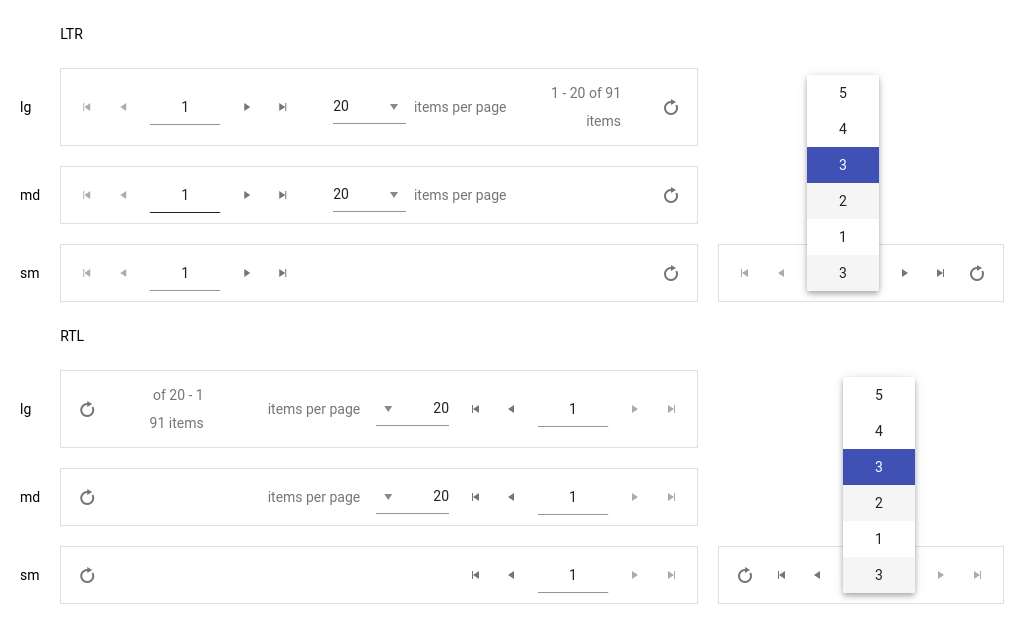 LTR
lg
1
20
items per page
1 - 20 of 91
items
md
1
20
items per page
sm
1
5
4
3
2
1
3
RTL
lg
of 20 - 1
91 items
items per page
20
1
md
items per page
20
1
sm
1
5
4
3
2
1
3